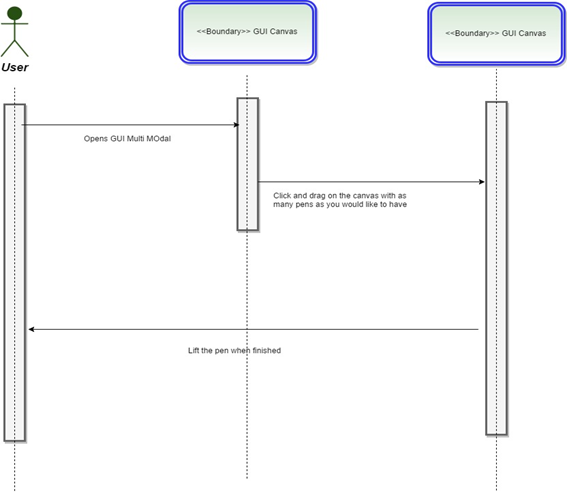 <<Boundary>> GUI Canvas
<<Boundary>> GUI Canvas
User
Opens GUI Multi MOdal
Click and drag on the canvas with as
many pens as you would like to have
Lift the pen when finished